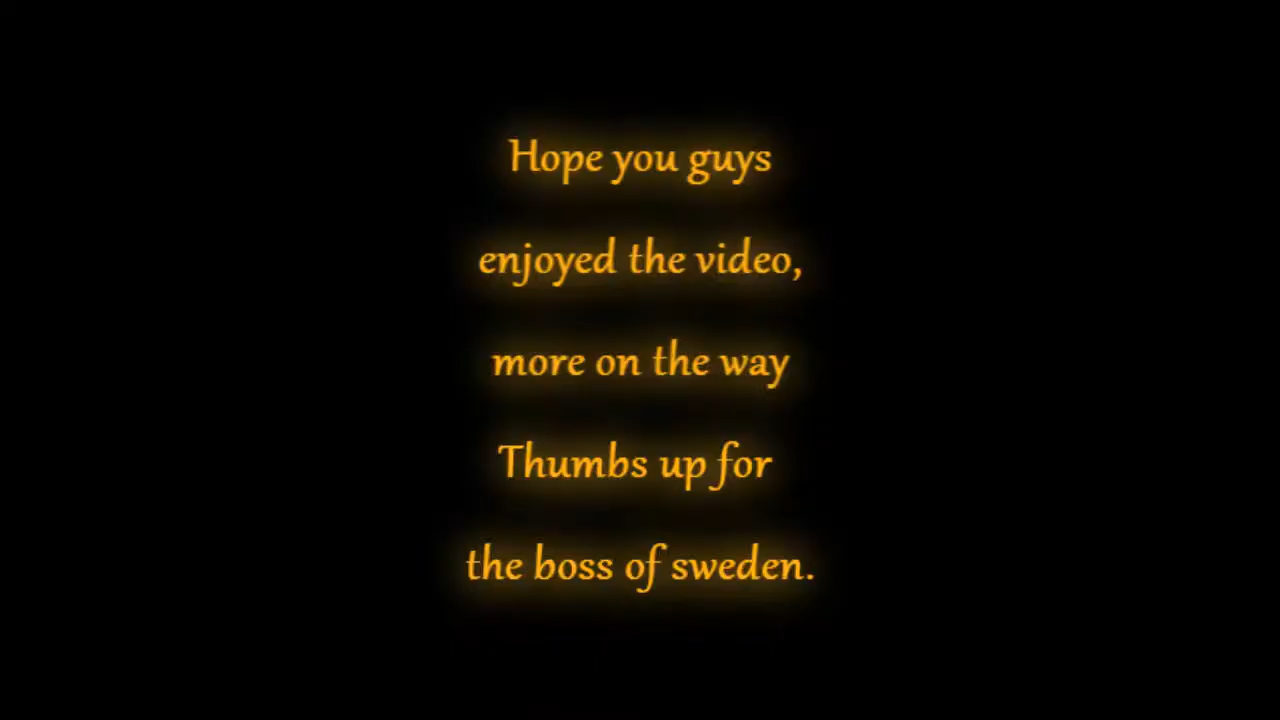 Hope you guys
enjoyed the video,
more on the way
Thumbs up for
the boss of sweden.